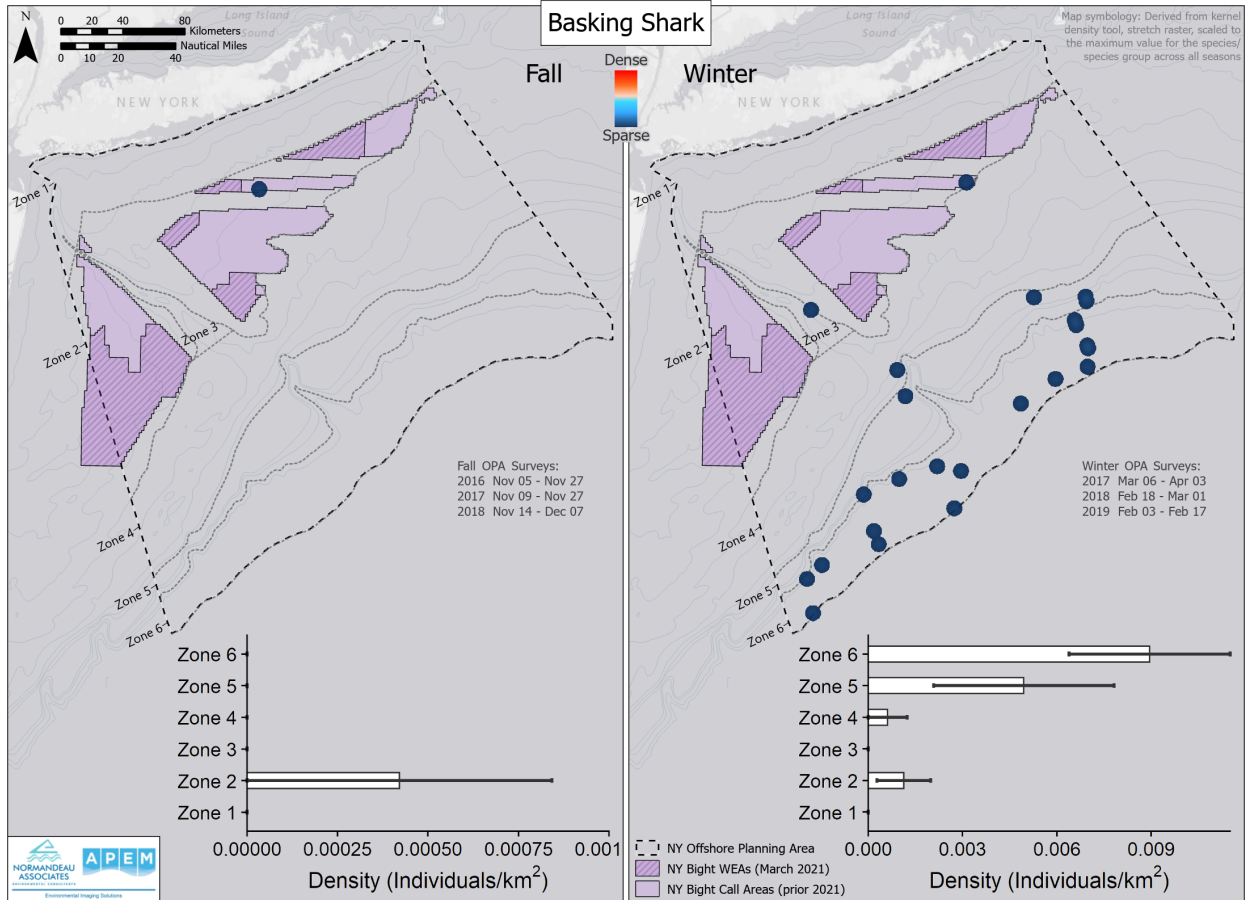 Basking Shark
N
0 20 40 80
Kilometers
Nautical Miles
0 10 20 40
Long Island
Sound
NEW YORK
Fall
Dense
Sparse
Winter
Long Island
Sound
NEW YORK
Map symbology: Derived from kernel
density tool, stretch raster, scaled to
the maximum value for the species/
species group across all seasons
Zone 1
Zone 2
Zone 3
Zone 4
Zone 5
Zone 6
Fall OPA Surveys:
2016 Nov 05 - Nov 27
2017 Nov 09 - Nov 27
2018 Nov 14 - Dec 07
Zone 6
Zone 5
Zone 4
Zone 3
Zone 2
Zone 1
0.00000 0.00025 0.00050 0.00075 0.001
Density (Individuals/km²)
Zone 1
Zone 2
Zone 3
Zone 4
Zone 5
Zone 6
Winter OPA Surveys:
2017 Mar 06 - Apr 03
2018 Feb 18 - Mar 01
2019 Feb 03 - Feb 17
Zone 6
Zone 5
Zone 4
Zone 3
Zone 2
Zone 1
0.000 0.003 0.006 0.009
Density (Individuals/km²)
NY Offshore Planning Area
NY Bight WEAs (March 2021)
NY Bight Call Areas (prior 2021)
NORMANDEAU
ASSOCIATES
ENVIRONMENTAL CONSULTANTS
APEM
Environmental Imaging Solutions